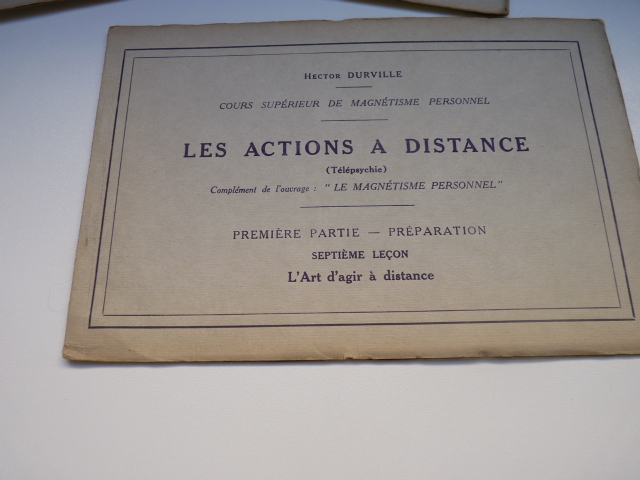 Hector DURVILLE
COURS SUPÉRIEUR DE MAGNÉTISME PERSONNEL
LES ACTIONS A DISTANCE
(Télépsychie)
Complément de l'ouvrage : " LE MAGNÉTISME PERSONNEL"
PREMIÈRE PARTIE — PRÉPARATION
SEPTIÈME LEÇON
L'Art d'agir à distance